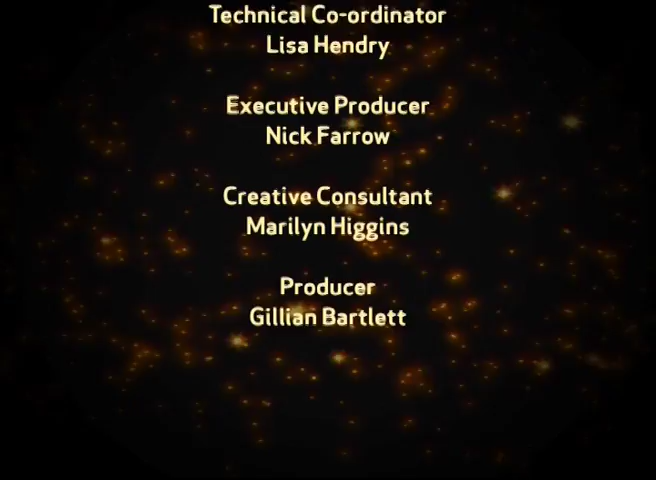 Technical Co-ordinator
Lisa Hendry
Executive Producer
Nick Farrow
Creative Consultant
Marilyn Higgins
Producer
Gillian Bartlett